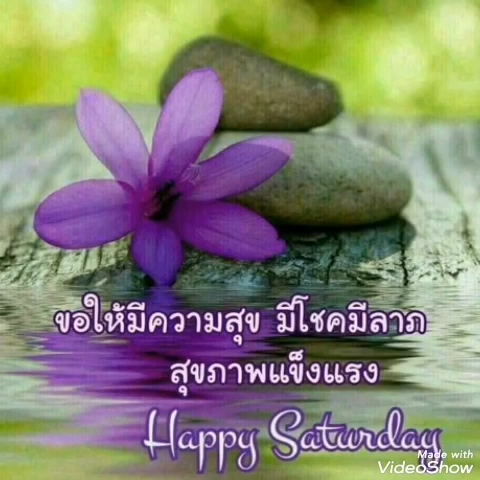 ขอให้มีความสุข มีโชคมีลาภ
สุขภาพแข็งแรง
Happy Saturday
Made with
VideoShow